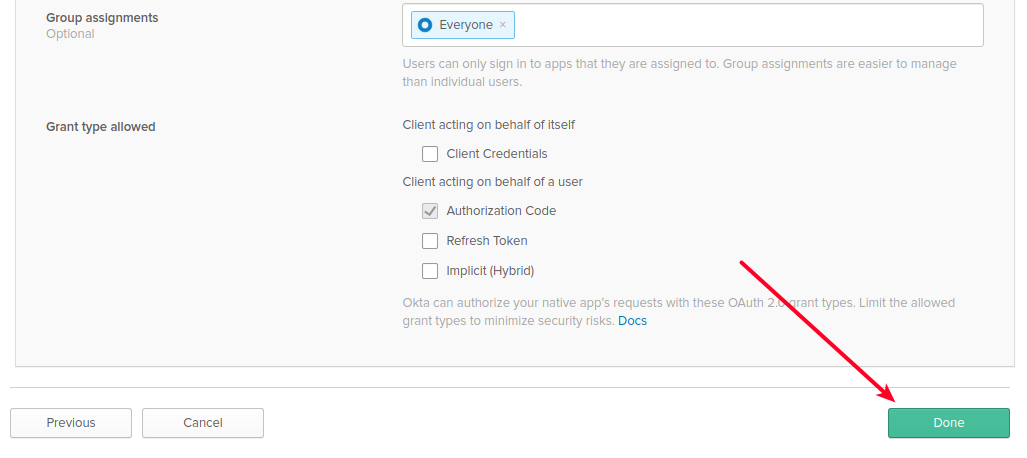 Group assignments
Optional
Everyone ×
Users can only sign in to apps that they are assigned to. Group assignments are easier to manage
than individual users.
Grant type allowed
Client acting on behalf of itself
Client Credentials
Client acting on behalf of a user
Authorization Code
Refresh Token
Implicit (Hybrid)
Okta can authorize your native app's requests with these OAuth 2.0 grant types. Limit the allowed
grant types to minimize security risks. Docs
Previous
Cancel
Done